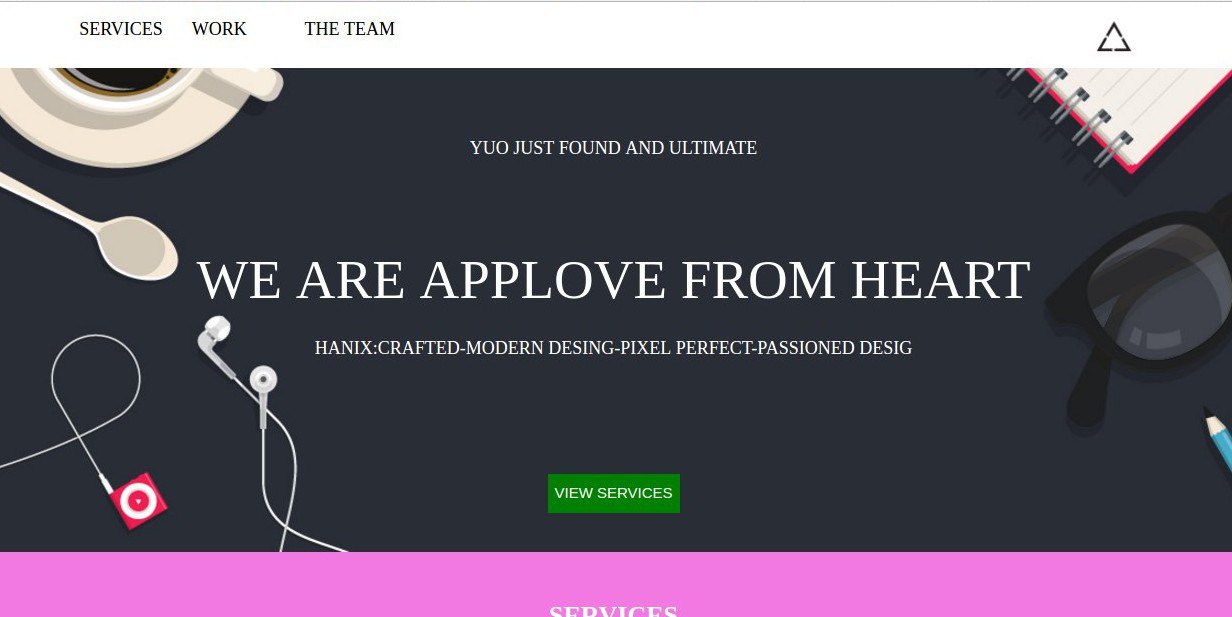 SERVICES WORK THE TEAM
YUO JUST FOUND AND ULTIMATE
WE ARE APPLOVE FROM HEART
HANIX:CRAFTED-MODERN DESING-PIXEL PERFECT-PASSIONED DESIG
VIEW SERVICES
SERVICES